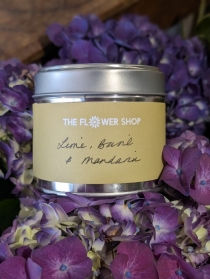 THE FLOWER SHOP
Lime, Basil
& Mandarin